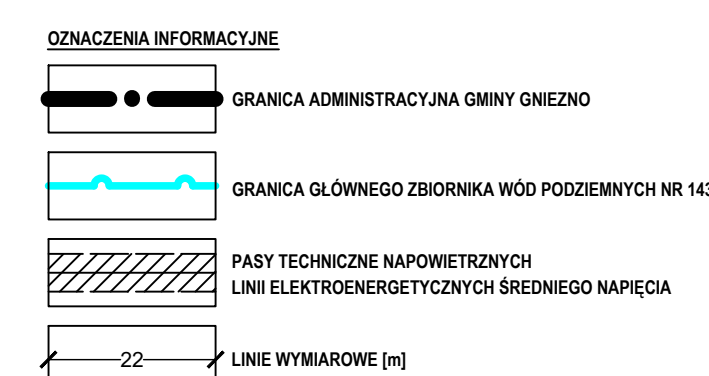 OZNACZENIA INFORMACYJNE
GRANICA ADMINISTRACYJNA GMINY GNIEZNO
GRANICA GŁÓWNEGO ZBIORNIKA WÓD PODZIEMNYCH NR 143
PASY TECHNICZNE NAPOWIETRZNYCH
LINII ELEKTROENERGETYCZNYCH ŚREDNIEGO NAPIĘCIA
22 LINIE WYMIAROWE [m]